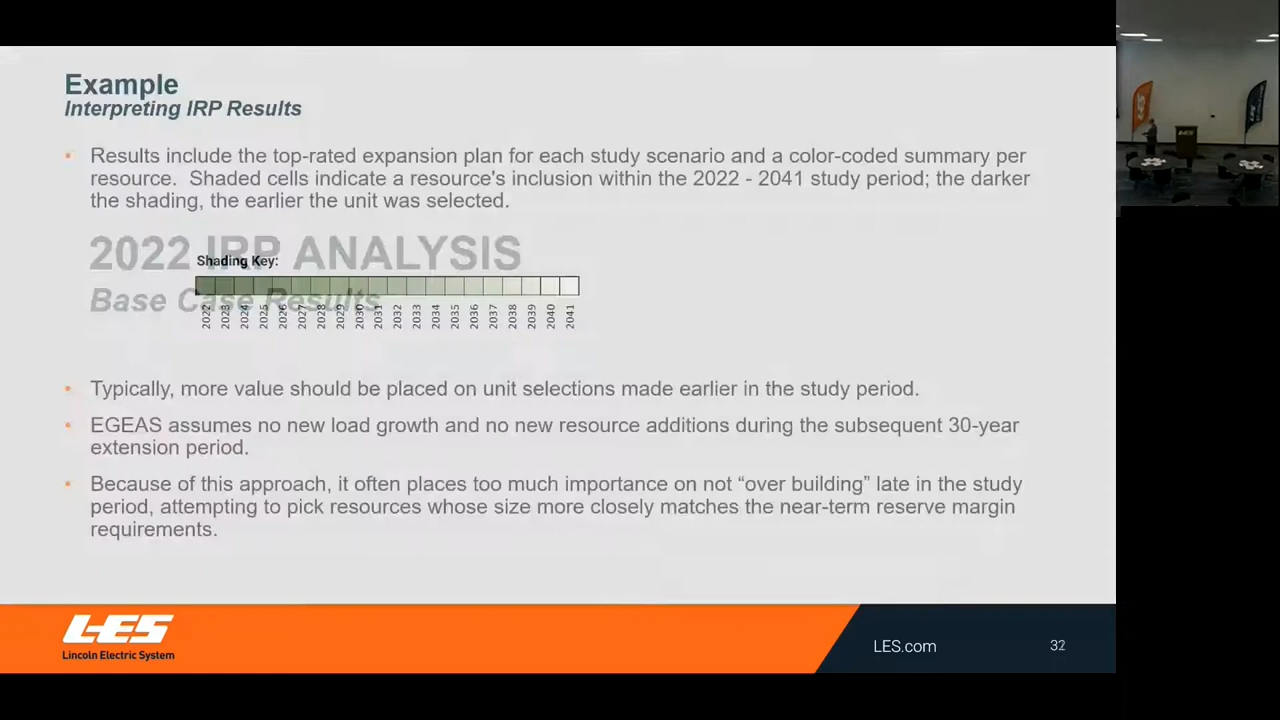 Example
Interpreting IRP Results
• Results include the top-rated expansion plan for each study scenario and a color-coded summary per
resource. Shaded cells indicate a resource's inclusion within the 2022 - 2041 study period; the darker
the shading, the earlier the unit was selected.
2022 IRP ANALYSIS
Shading Key:
Base Case Results
2022 2023 2024 2025 2026 2027 2028 2029 2030 2031 2032 2033 2034 2035 2036 2037 2038 2039 2040 2041
• Typically, more value should be placed on unit selections made earlier in the study period.
• EGEAS assumes no new load growth and no new resource additions during the subsequent 30-year
extension period.
• Because of this approach, it often places too much importance on not “over building” late in the study
period, attempting to pick resources whose size more closely matches the near-term reserve margin
requirements.
LES
Lincoln Electric System
LES.com
32
LES
LES